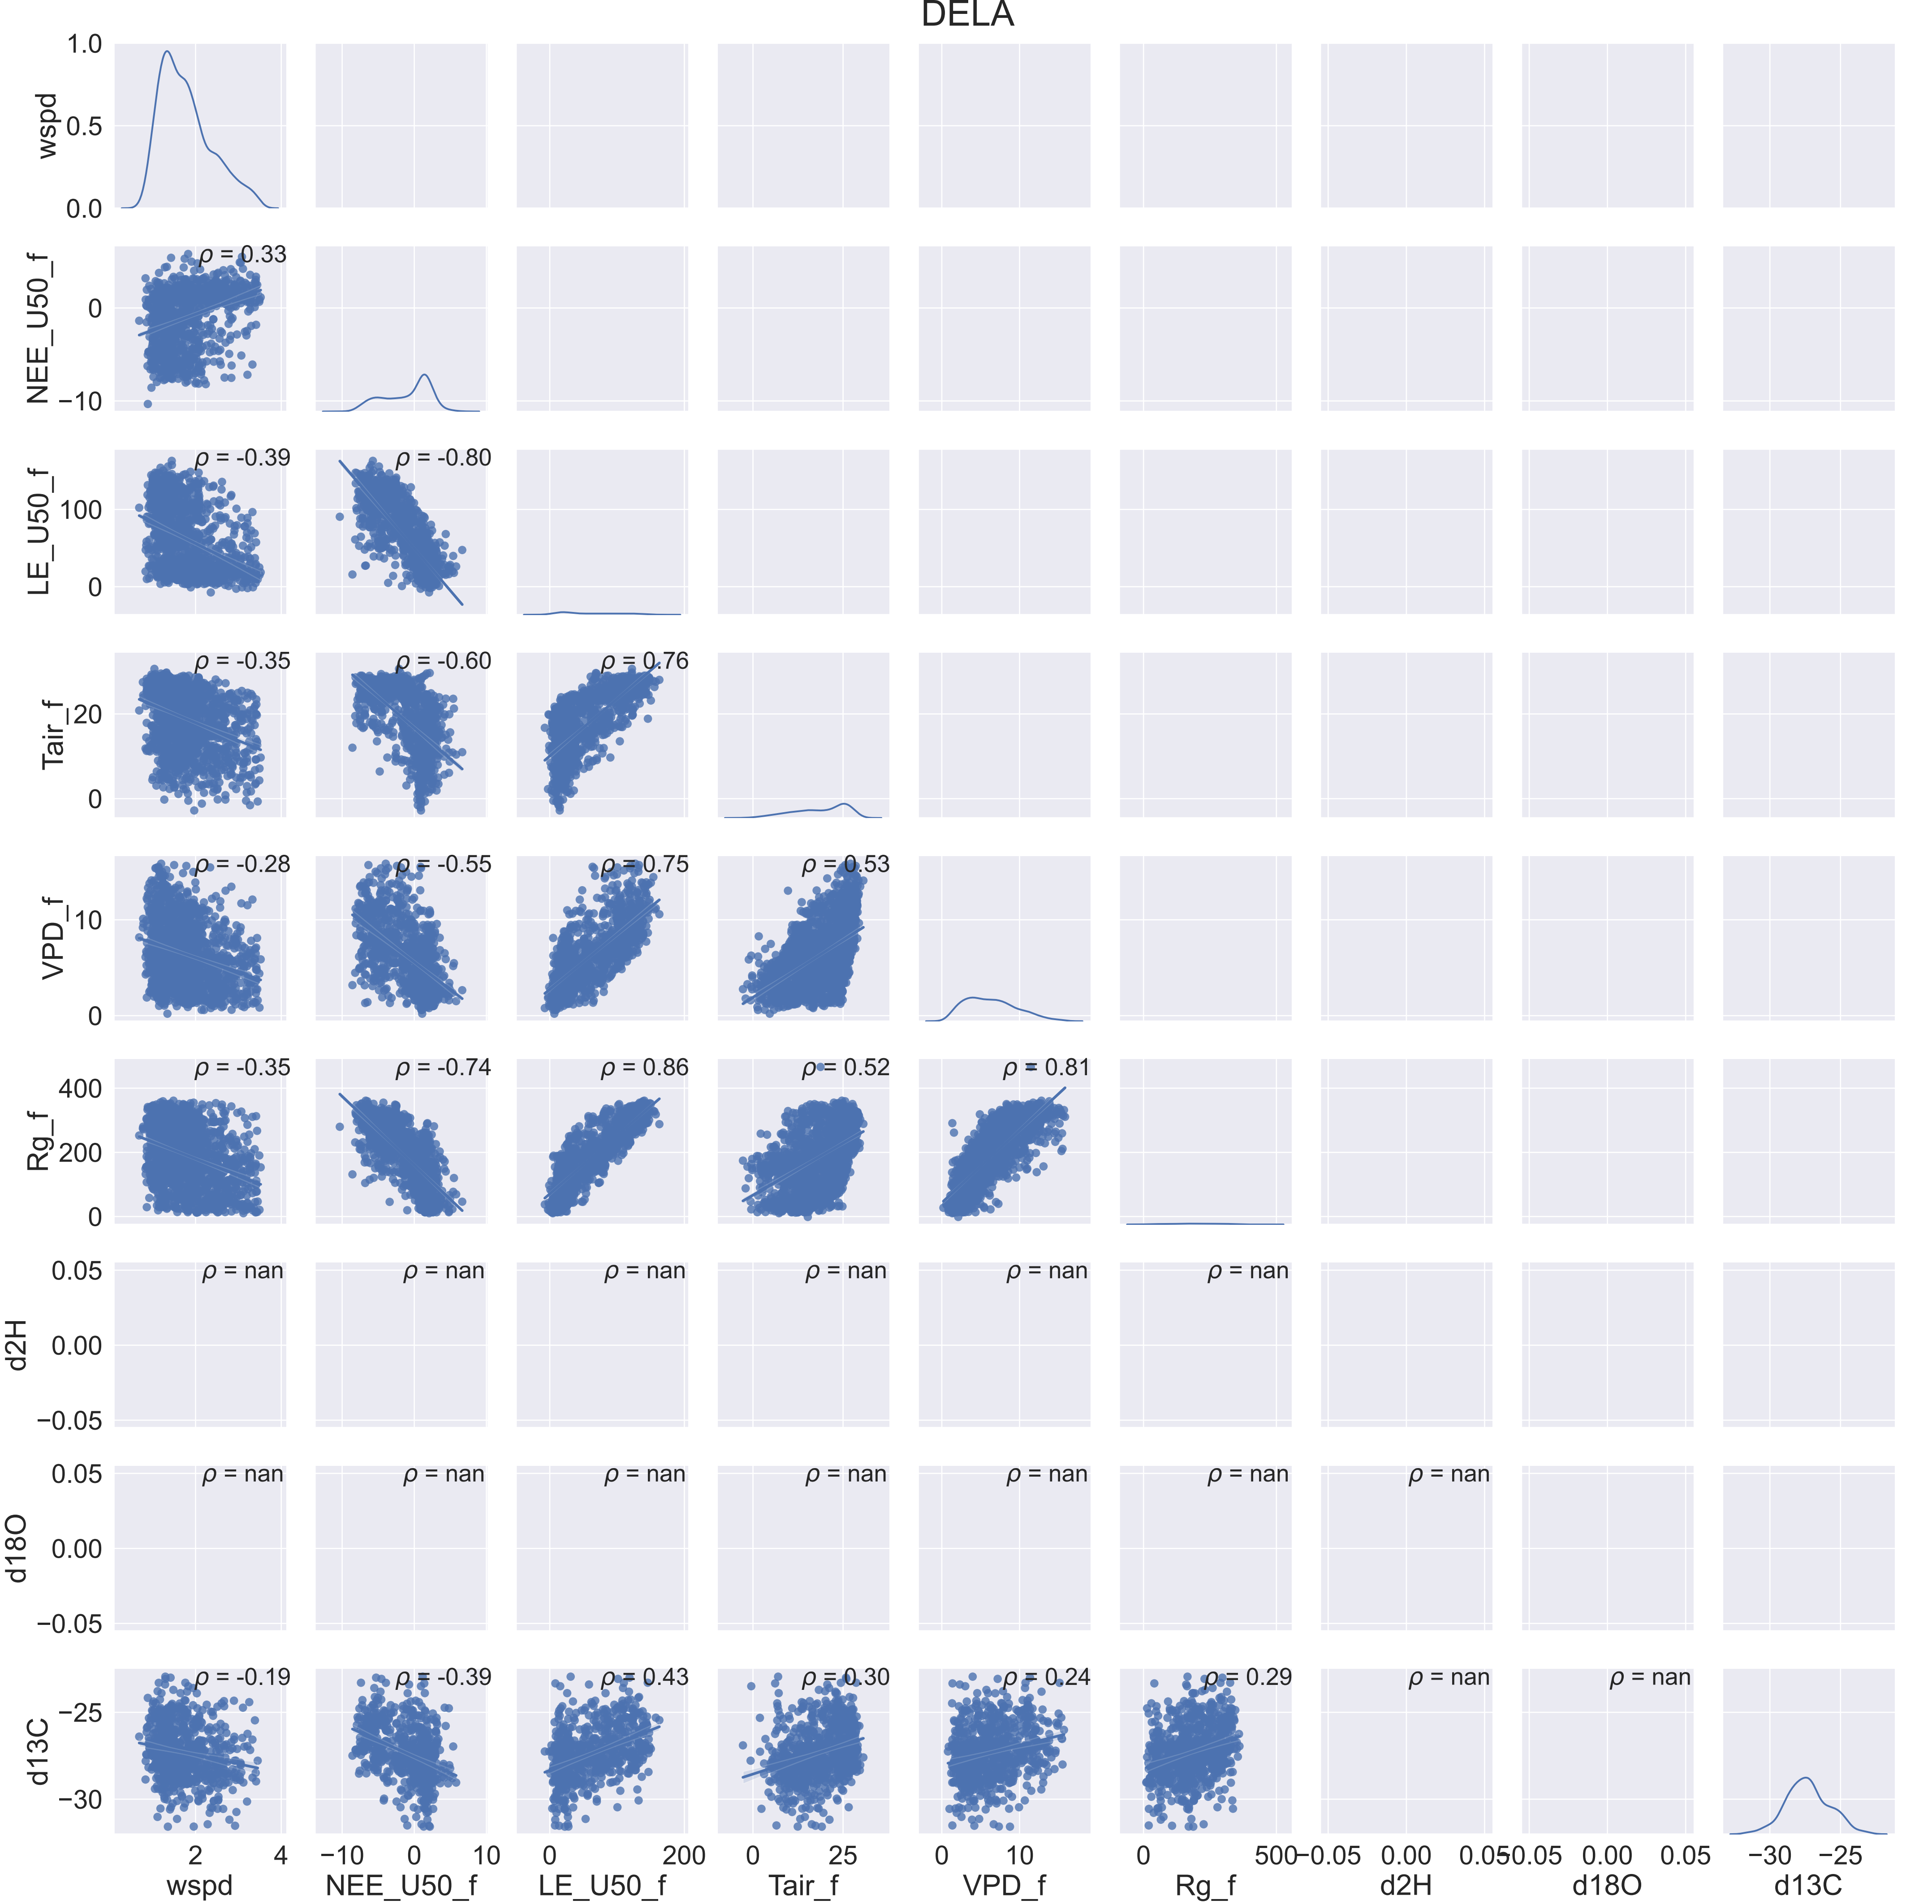 DELA
1.0
0.5
0.0
wspd
ρ = 0.33
0
−10
NEE_U50_f
ρ = -0.39
ρ = -0.80
100
0
LE_U50_f
ρ = -0.35
ρ = -0.60
ρ = 0.76
20
0
Tair_f
ρ = -0.28
ρ = -0.55
ρ = 0.75
ρ = 0.53
10
0
VPD_f
ρ = -0.35
ρ = -0.74
ρ = 0.86
ρ = 0.52
ρ = 0.81
400
200
0
Rg_f
ρ = nan
ρ = nan
ρ = nan
ρ = nan
ρ = nan
ρ = nan
0.05
0.00
−0.05
d2H
ρ = nan
ρ = nan
ρ = nan
ρ = nan
ρ = nan
ρ = nan
ρ = nan
0.05
0.00
−0.05
d18O
ρ = -0.19
ρ = -0.39
ρ = 0.43
ρ = 0.30
ρ = 0.24
ρ = 0.29
ρ = nan
ρ = nan
−25
−30
d13C
2 4
−10 0 10
0 200
0 25
0 10
0 500
−0.05 0.00 0.05
−0.05 0.00 0.05
−30 −25
wspd
NEE_U50_f
LE_U50_f
Tair_f
VPD_f
Rg_f
d2H
d18O
d13C